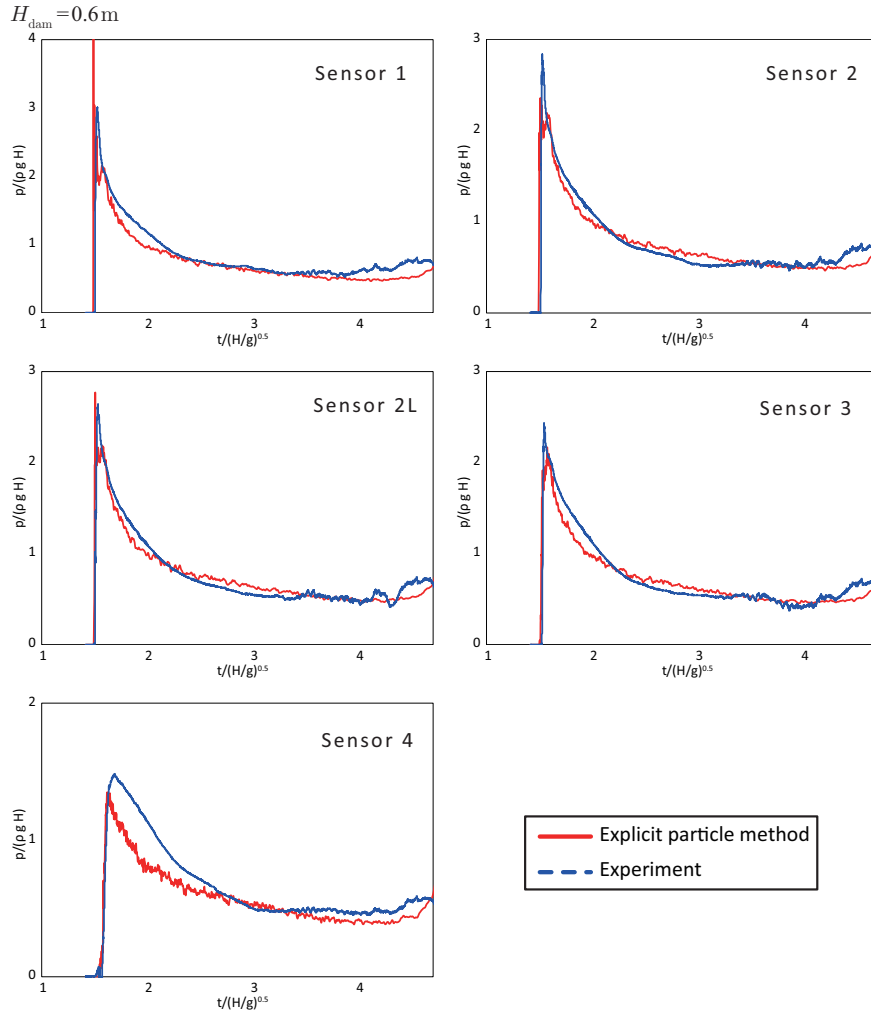 H_dam = 0.6 m
Sensor 1
4
3
2
1
0
p/(ρ g H)
1 2 3 4
t/(H/g)^0.5
Sensor 2
3
2
1
0
p/(ρ g H)
1 2 3 4
t/(H/g)^0.5
Sensor 2L
3
2
1
0
p/(ρ g H)
1 2 3 4
t/(H/g)^0.5
Sensor 3
3
2
1
0
p/(ρ g H)
1 2 3 4
t/(H/g)^0.5
Sensor 4
2
1
0
p/(ρ g H)
1 2 3 4
t/(H/g)^0.5
Explicit particle method
Experiment